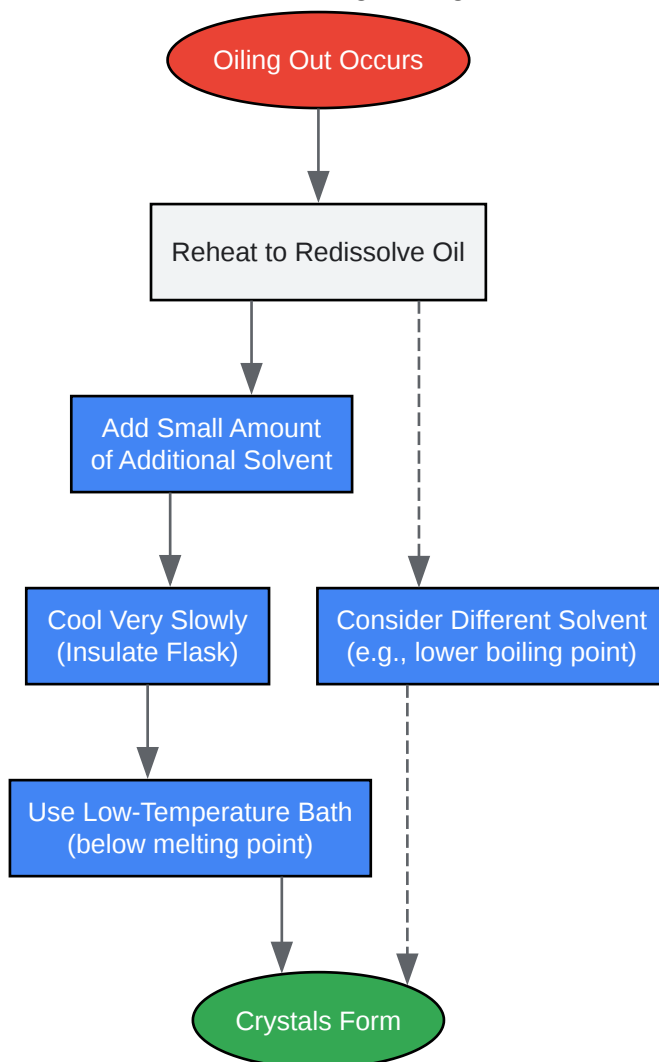 Oiling Out Occurs
Reheat to Redissolve Oil
Add Small Amount
of Additional Solvent
Cool Very Slowly
(Insulate Flask)
Consider Different Solvent
(e.g., lower boiling point)
Use Low-Temperature Bath
(below melting point)
Crystals Form